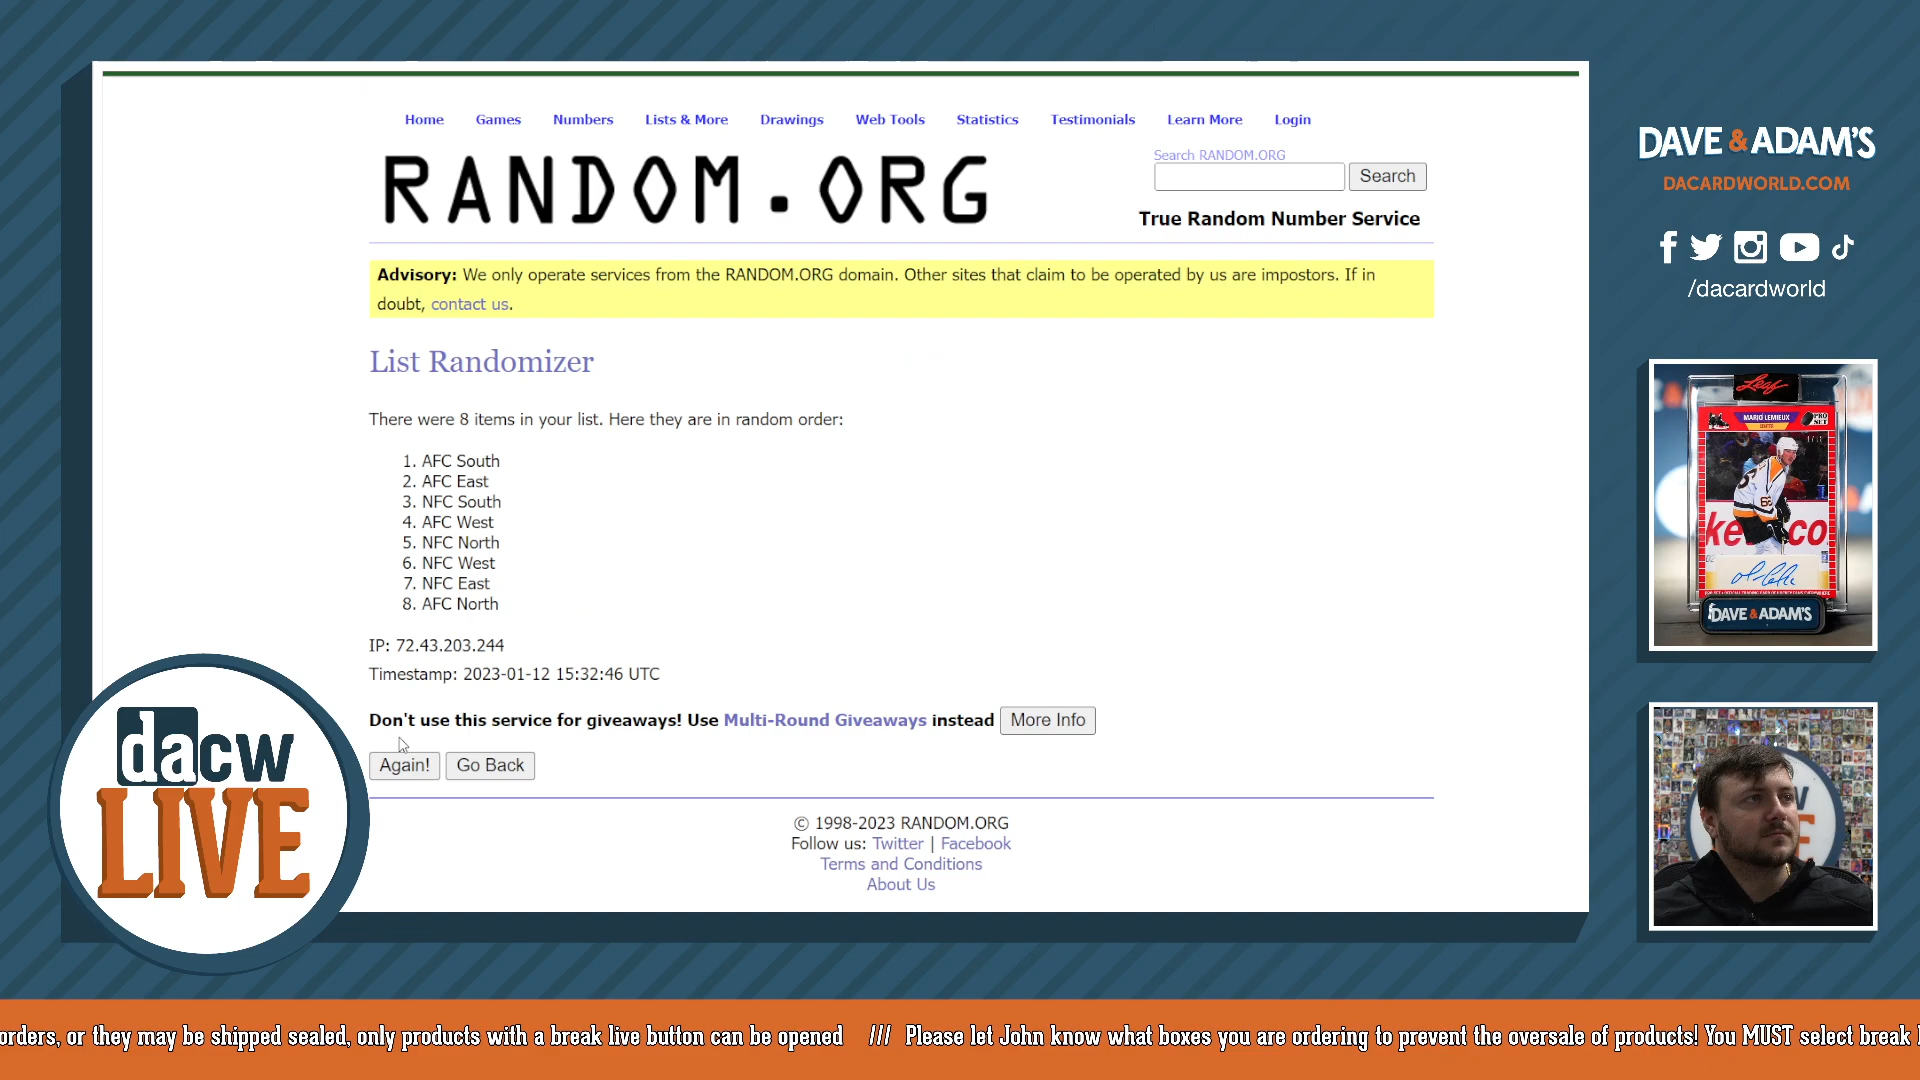 Home Games Numbers Lists & More Drawings Web Tools Statistics Testimonials Learn More Login
RANDOM.ORG
Search RANDOM.ORG
Search
True Random Number Service
Advisory: We only operate services from the RANDOM.ORG domain. Other sites that claim to be operated by us are impostors. If in
doubt, contact us.
List Randomizer
There were 8 items in your list. Here they are in random order:
1. AFC South
2. AFC East
3. NFC South
4. AFC West
5. NFC North
6. NFC West
7. NFC East
8. AFC North
IP: 72.43.203.244
Timestamp: 2023-01-12 15:32:46 UTC
Don't use this service for giveaways! Use Multi-Round Giveaways instead More Info
Again! Go Back
© 1998-2023 RANDOM.ORG
Follow us: Twitter | Facebook
Terms and Conditions
About Us
dacw
LIVE
DAVE & ADAM'S
DACARDWORLD.COM
/dacardworld
Leaf
MARIO LEMIEUX
CENTER
PRO
SET
DAVE & ADAM'S
orders, or they may be shipped sealed, only products with a break live button can be opened /// Please let John know what boxes you are ordering to prevent the oversale of products! You MUST select break